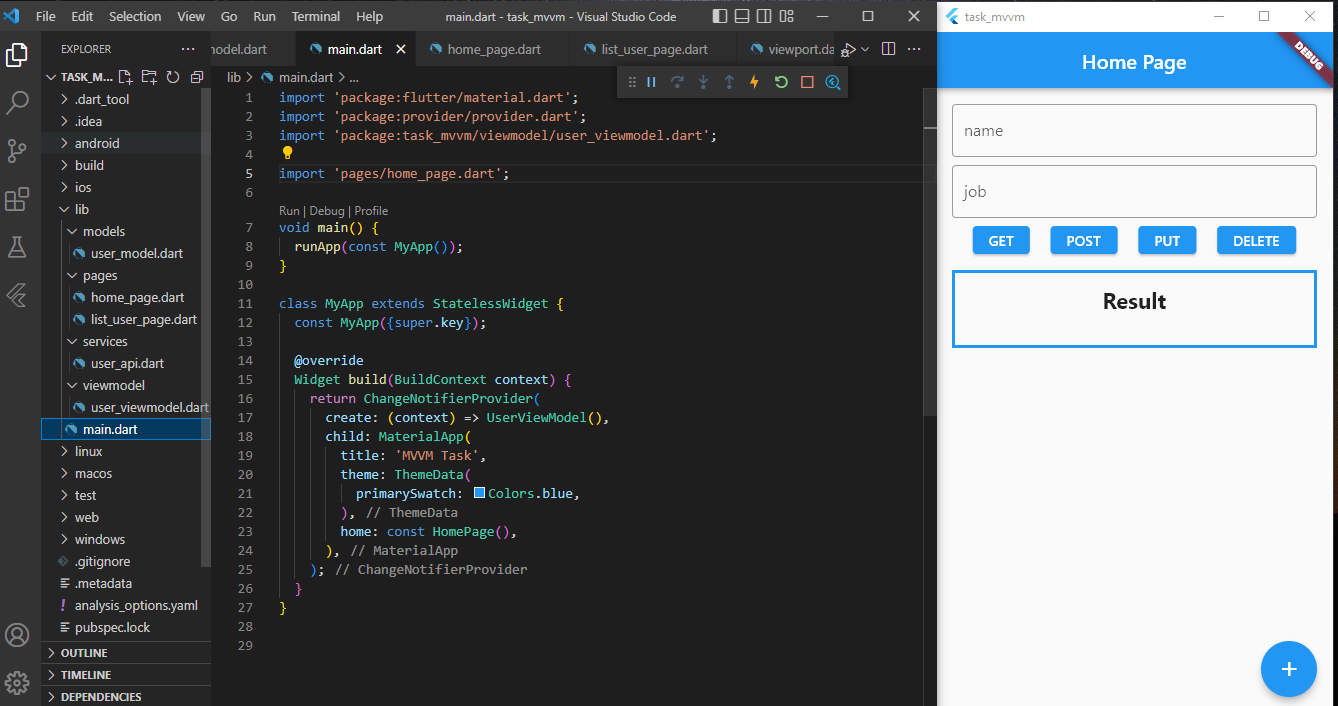 File Edit Selection View Go Run Terminal Help main.dart - task_mvvm - Visual Studio Code
EXPLORER
TASK_M...
.dart_tool
.idea
android
build
ios
lib
models
user_model.dart
pages
home_page.dart
list_user_page.dart
services
user_api.dart
viewmodel
user_viewmodel.dart
main.dart
linux
macos
test
web
windows
.gitignore
.metadata
analysis_options.yaml
pubspec.lock
OUTLINE
TIMELINE
DEPENDENCIES
model.dart main.dart home_page.dart list_user_page.dart viewport.da
lib > main.dart > ...
1 import 'package:flutter/material.dart';
2 import 'package:provider/provider.dart';
3 import 'package:task_mvvm/viewmodel/user_viewmodel.dart';
4
5 import 'pages/home_page.dart';
6
Run | Debug | Profile
7 void main() {
8 runApp(const MyApp());
9 }
10
11 class MyApp extends StatelessWidget {
12 const MyApp({super.key});
13
14 @override
15 Widget build(BuildContext context) {
16 return ChangeNotifierProvider(
17 create: (context) => UserViewModel(),
18 child: MaterialApp(
19 title: 'MVVM Task',
20 theme: ThemeData(
21 primarySwatch: Colors.blue,
22 ), // ThemeData
23 home: const HomePage(),
24 ), // MaterialApp
25 ); // ChangeNotifierProvider
26 }
27 }
28
29
task_mvvm
Home Page
DEBUG
name
job
GET POST PUT DELETE
Result
+